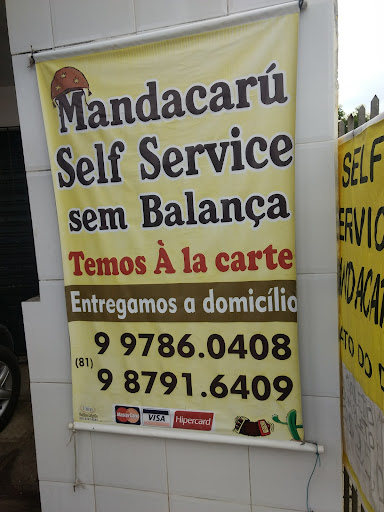 Mandacarú
Self Service
sem Balança
Temos À la carte
Entregamos a domicílio
(81)
9 9786.0408
9 8791.6409
MasterCard
VISA
Hipercard
SELF